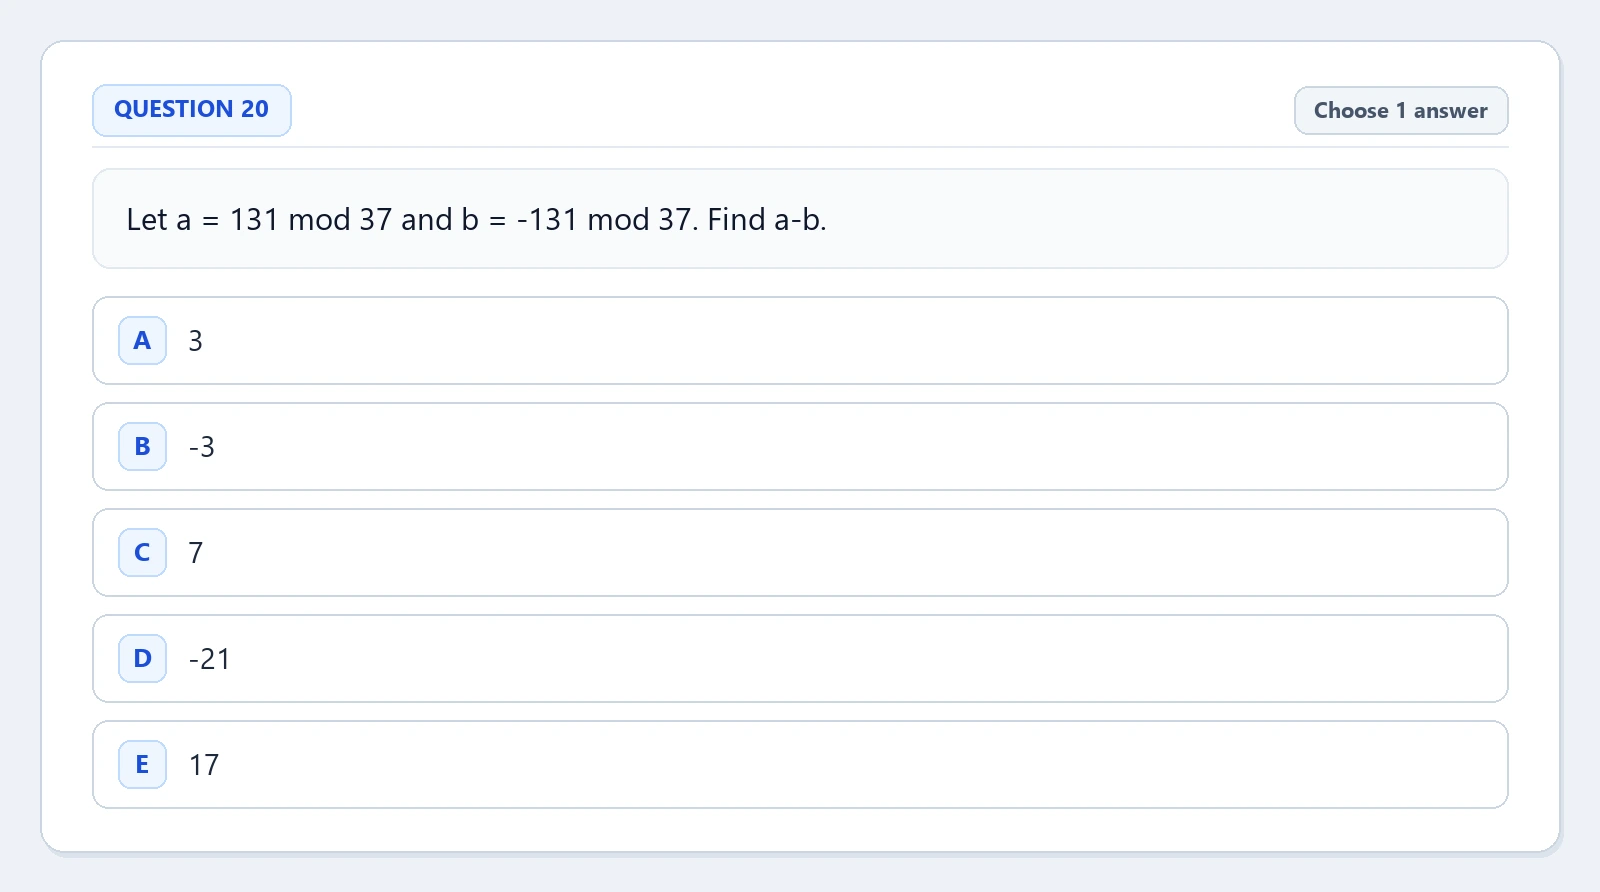 QUESTION 20
Choose 1 answer
Let a = 131 mod 37 and b = -131 mod 37. Find a-b.
A 3
B -3
C 7
D -21
E 17